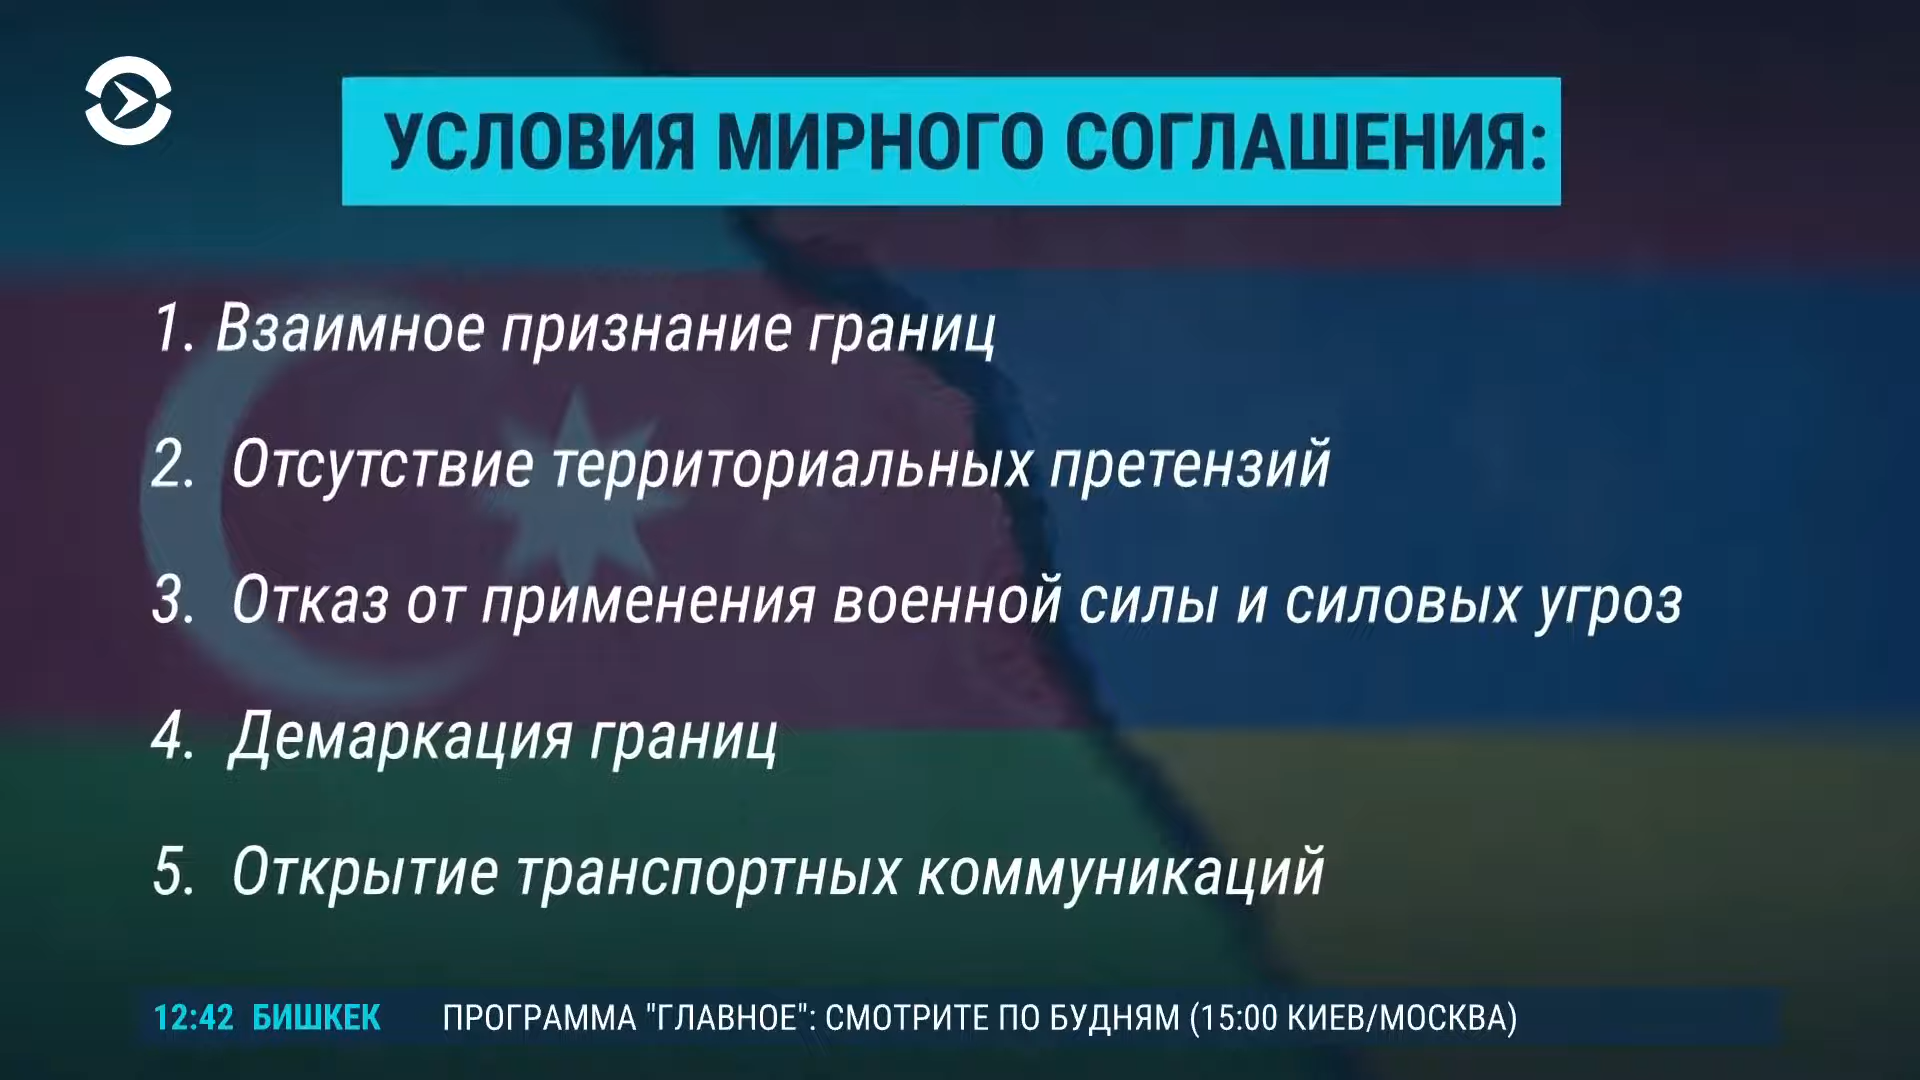 УСЛОВИЯ МИРНОГО СОГЛАШЕНИЯ:
1. Взаимное признание границ
2. Отсутствие территориальных претензий
3. Отказ от применения военной силы и силовых угроз
4. Демаркация границ
5. Открытие транспортных коммуникаций
12:42 БИШКЕК ПРОГРАММА "ГЛАВНОЕ": СМОТРИТЕ ПО БУДНЯМ (15:00 КИЕВ/МОСКВА)